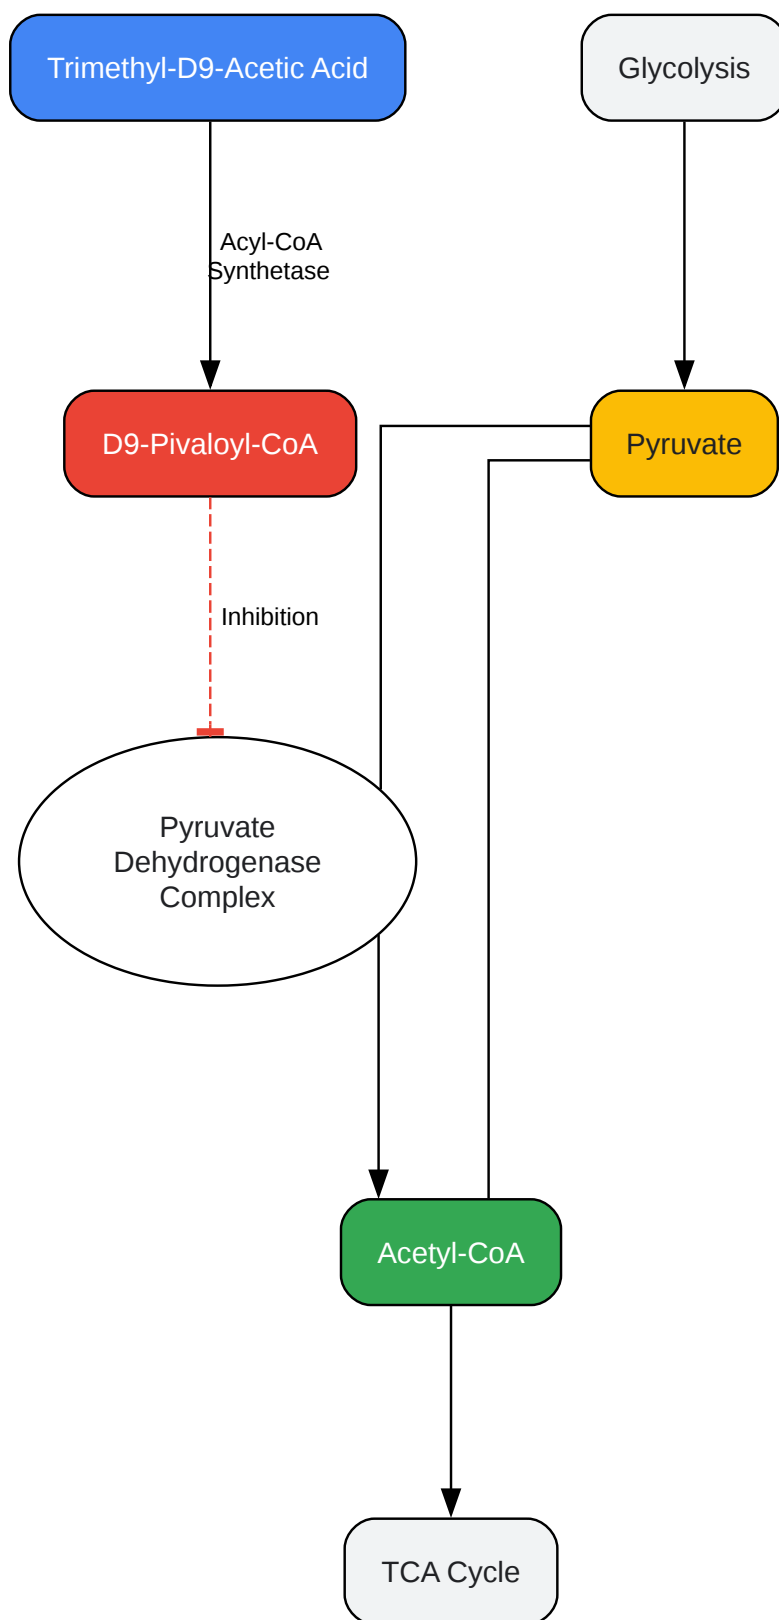 Trimethyl-D9-Acetic Acid
Glycolysis
Acyl-CoA
Synthetase
D9-Pivaloyl-CoA
Pyruvate
Inhibition
Pyruvate
Dehydrogenase
Complex
Acetyl-CoA
TCA Cycle